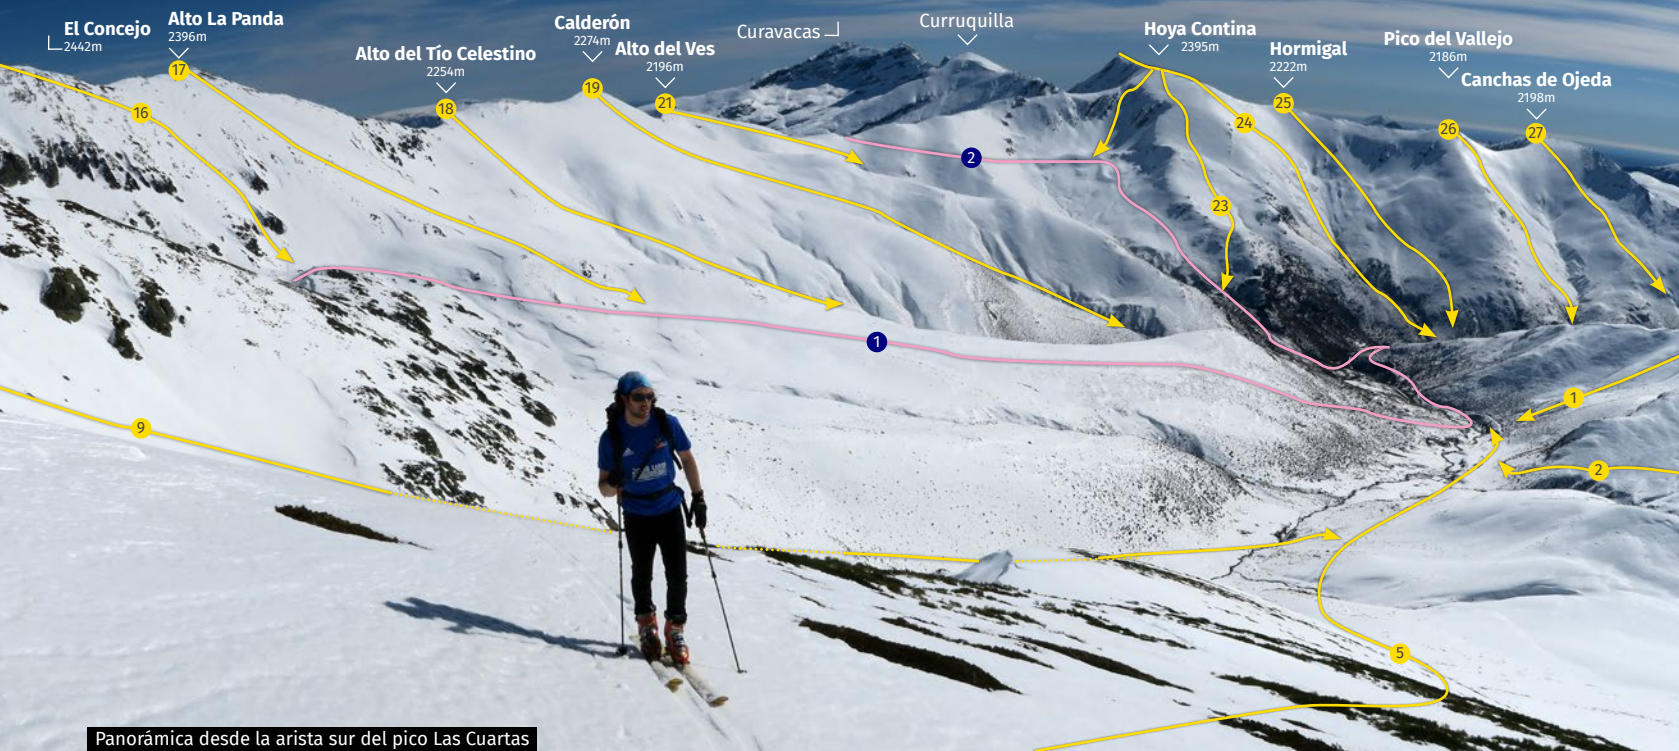 El Concejo
2442m
Alto La Panda
2396m
Alto del Tío Celestino
2254m
Calderón
2274m
Alto del Ves
2196m
Curavacas
Curruquilla
Hoya Contina
2395m
Hormigal
2222m
Pico del Vallejo
2186m
Canchas de Ojeda
2198m
17
16
18
19
21
2
24
25
26
27
23
1
1
9
2
5
Panorámica desde la arista sur del pico Las Cuartas